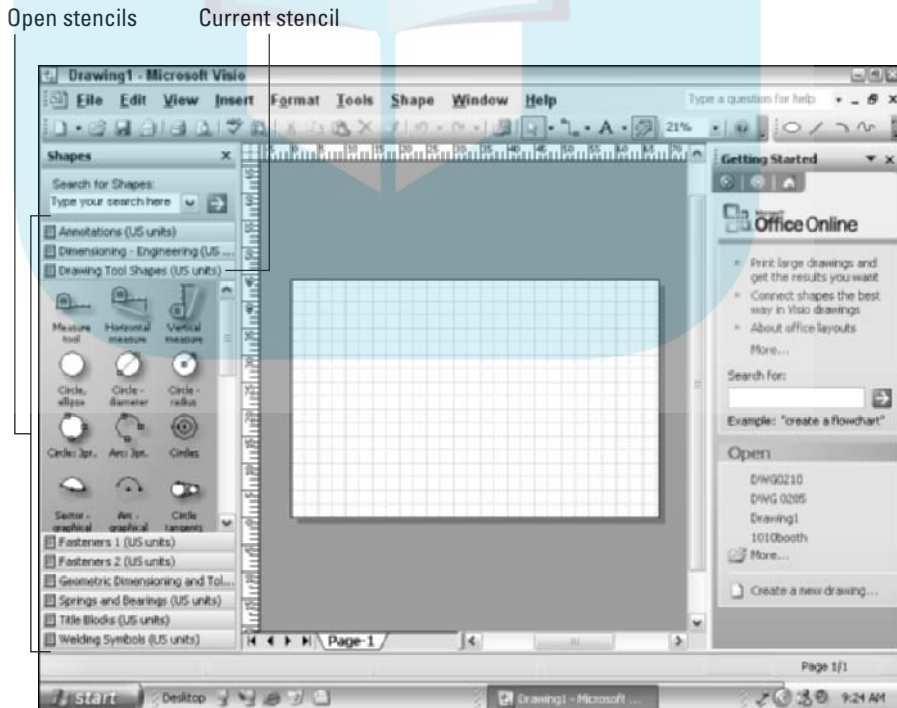 Open stencils
Current stencil
Drawing1 - Microsoft Visio
File Edit View Insert Format Tools Shape Window Help
Type a question for help
21%
Shapes
Search for Shapes:
Type your search here
Annotations (US units)
Dimensioning - Engineering (US ...
Drawing Tool Shapes (US units)
Measure tool
Horizontal measure
Vertical measure
Circle, ellipse
Circle - diameter
Circle - radius
Circle: 3pt.
Arc: 3pt.
Circles
Sector - graphical
Arc - graphical
Circle tangents
Fasteners 1 (US units)
Fasteners 2 (US units)
Geometric Dimensioning and Tol...
Springs and Bearings (US units)
Title Blocks (US units)
Welding Symbols (US units)
Page-1
Getting Started
Microsoft
Office Online
Print large drawings and
get the results you want
Connect shapes the best
way in Visio drawings
About office layouts
More...
Search for:
Example: "create a flowchart"
Open
DWG0210
DWG 0205
Drawing1
1010booth
More...
Create a new drawing...
Page 1/1
start
Desktop
Drawing1 - Microsoft ...
9:24 AM